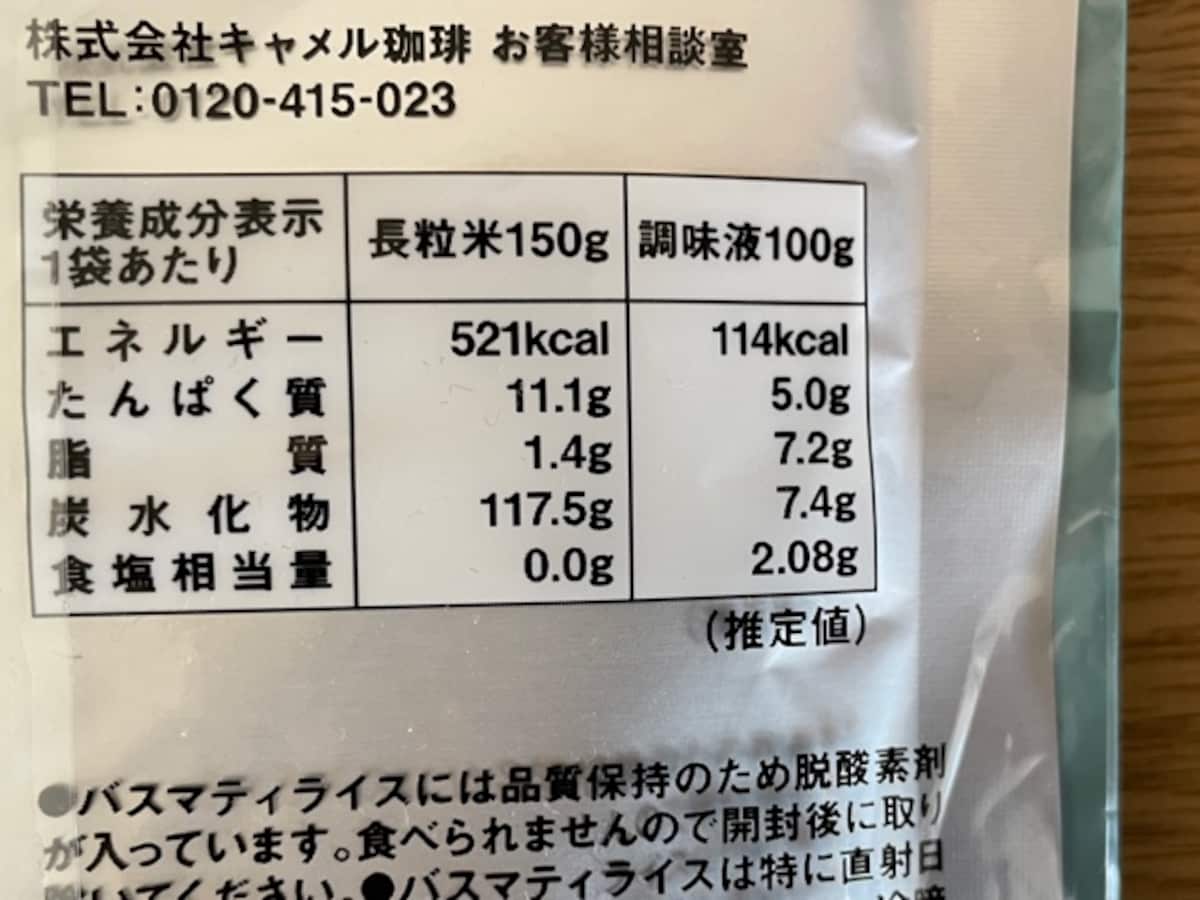 株式会社キャメル珈琲 お客様相談室
TEL:0120-415-023
栄養成分表示
1袋あたり
長粒米150g
調味液100g
エネルギー 521kcal 114kcal
たんぱく質 11.1g 5.0g
脂質 1.4g 7.2g
炭水化物 117.5g 7.4g
食塩相当量 0.0g 2.08g
(推定値)
●バスマティライスには品質保持のため脱酸素剤
が入っています。食べられませんので開封後に取り
除いてください。●バスマティライスは特に直射日